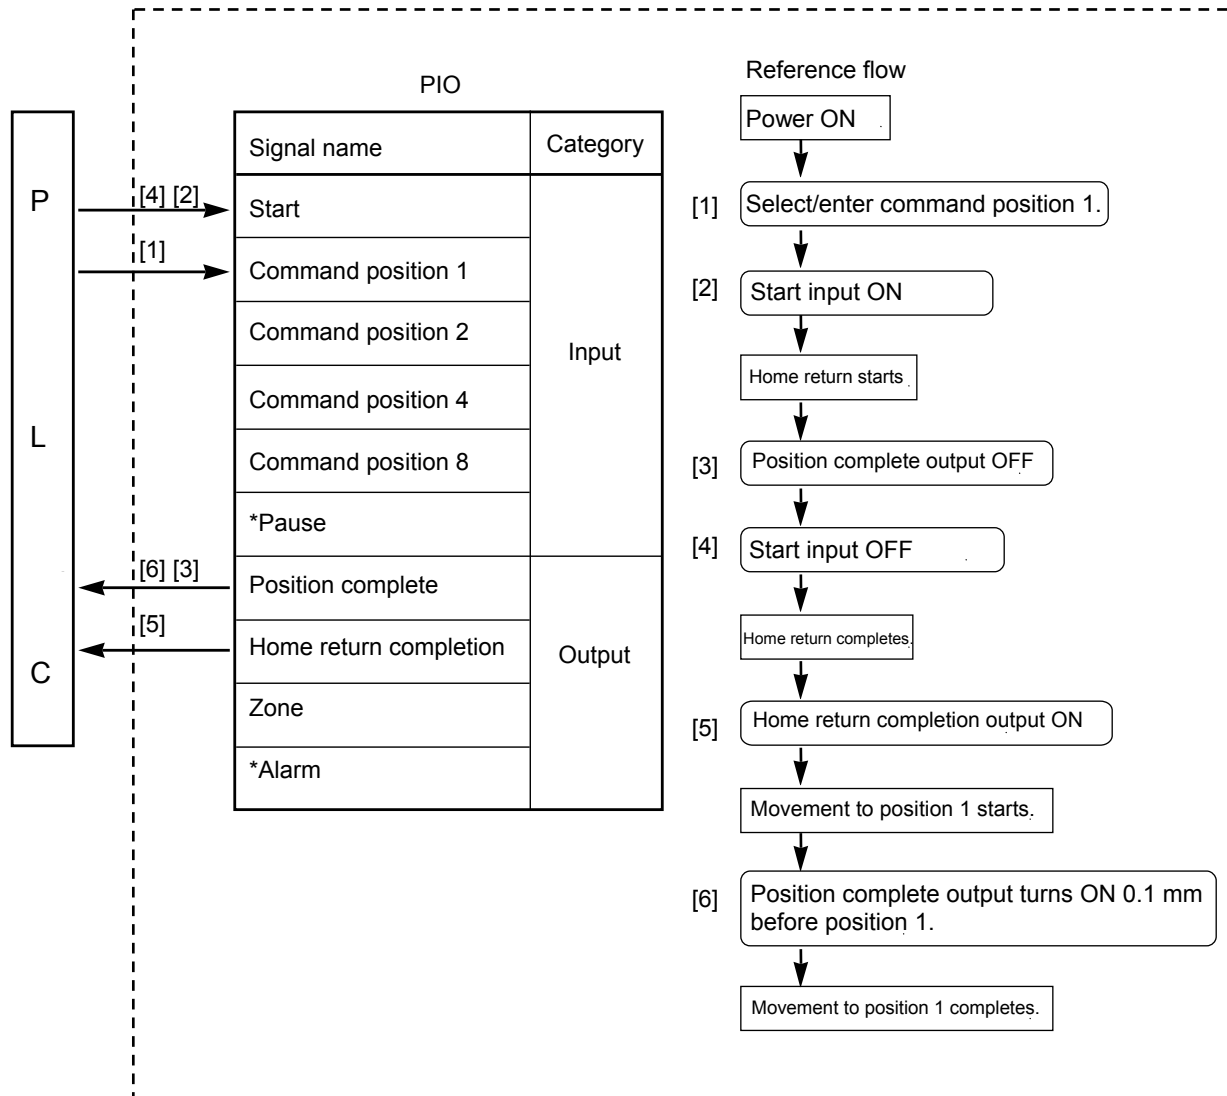 PIO
Reference flow
P
L
C
[4] [2]
[1]
[6] [3]
[5]
Signal name
Category
Start
Command position 1
Command position 2
Command position 4
Command position 8
*Pause
Input
Position complete
Home return completion
Zone
*Alarm
Output
Power ON
[1]
Select/enter command position 1.
[2]
Start input ON
Home return starts
[3]
Position complete output OFF
[4]
Start input OFF
Home return completes.
[5]
Home return completion output ON
Movement to position 1 starts.
[6]
Position complete output turns ON 0.1 mm
before position 1.
Movement to position 1 completes.